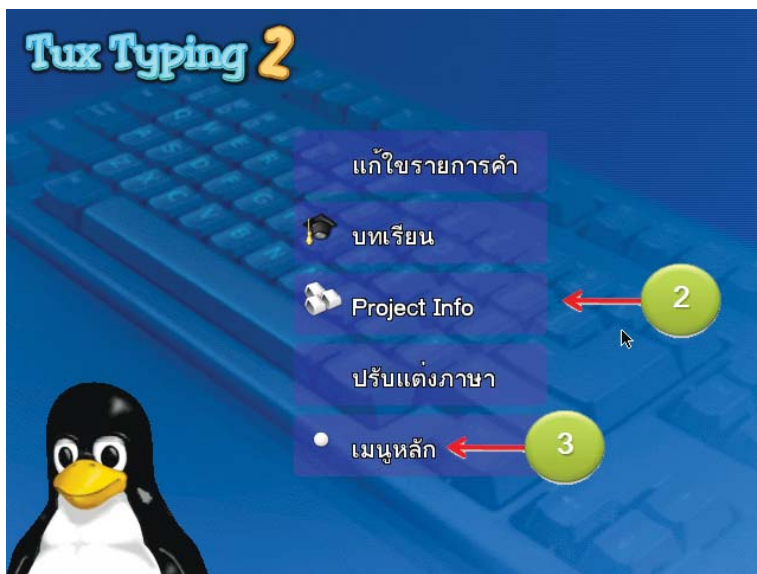 Tux Typing 2
แก้ใขรายการคำ
บทเรียน
Project Info
2
ปรับแต่งภาษา
เมนูหลัก
3